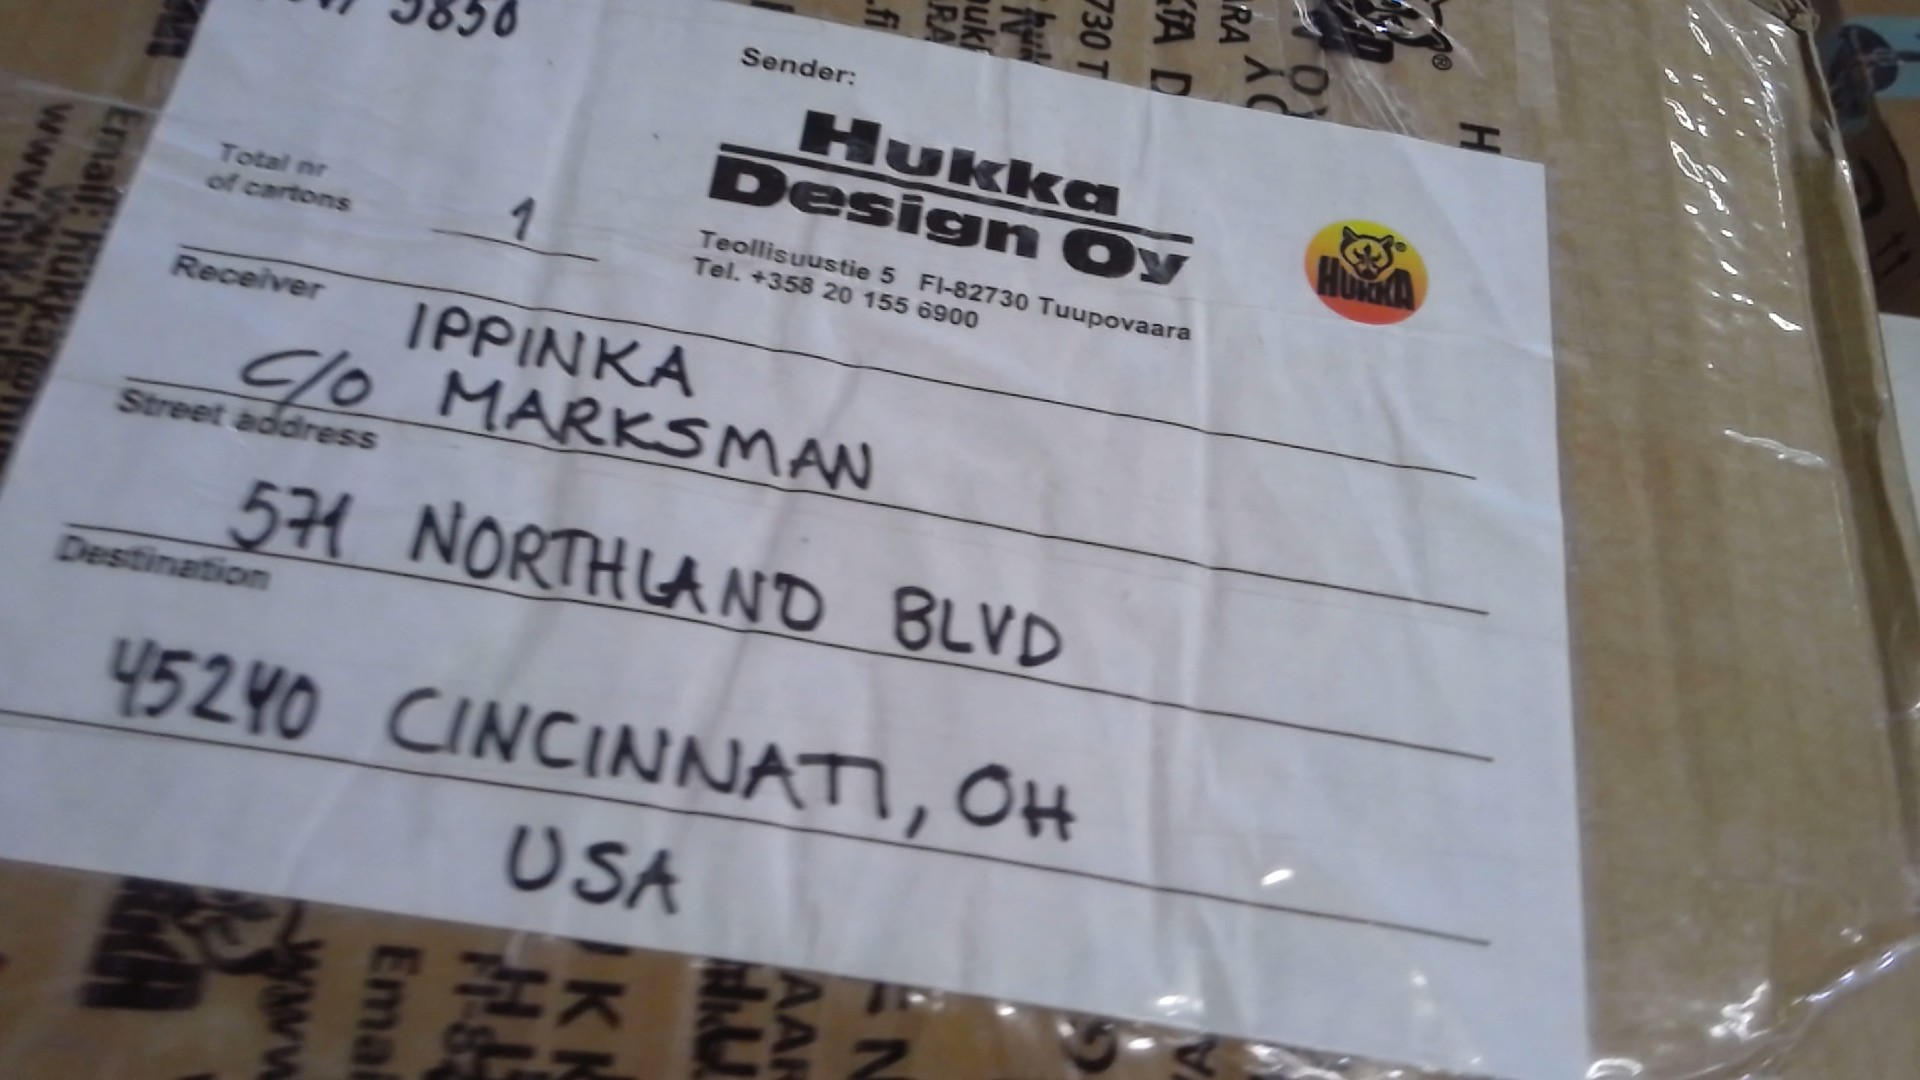 5850
Sender:
Hukka
Design Oy
Teollisuustie 5 FI-82730 Tuupovaara
Tel. +358 20 155 6900
HUKKA
Total nr
of cartons
1
Receiver
IPPINKA
C/O MARKSMAN
Street address
571 NORTHLAND BLVD
Destination
45240 CINCINNATI, OH
USA